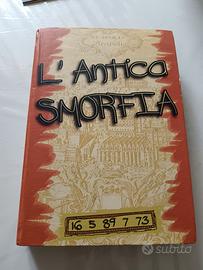 L'Antica
SMORFIA
16 5 89 7 73
subito